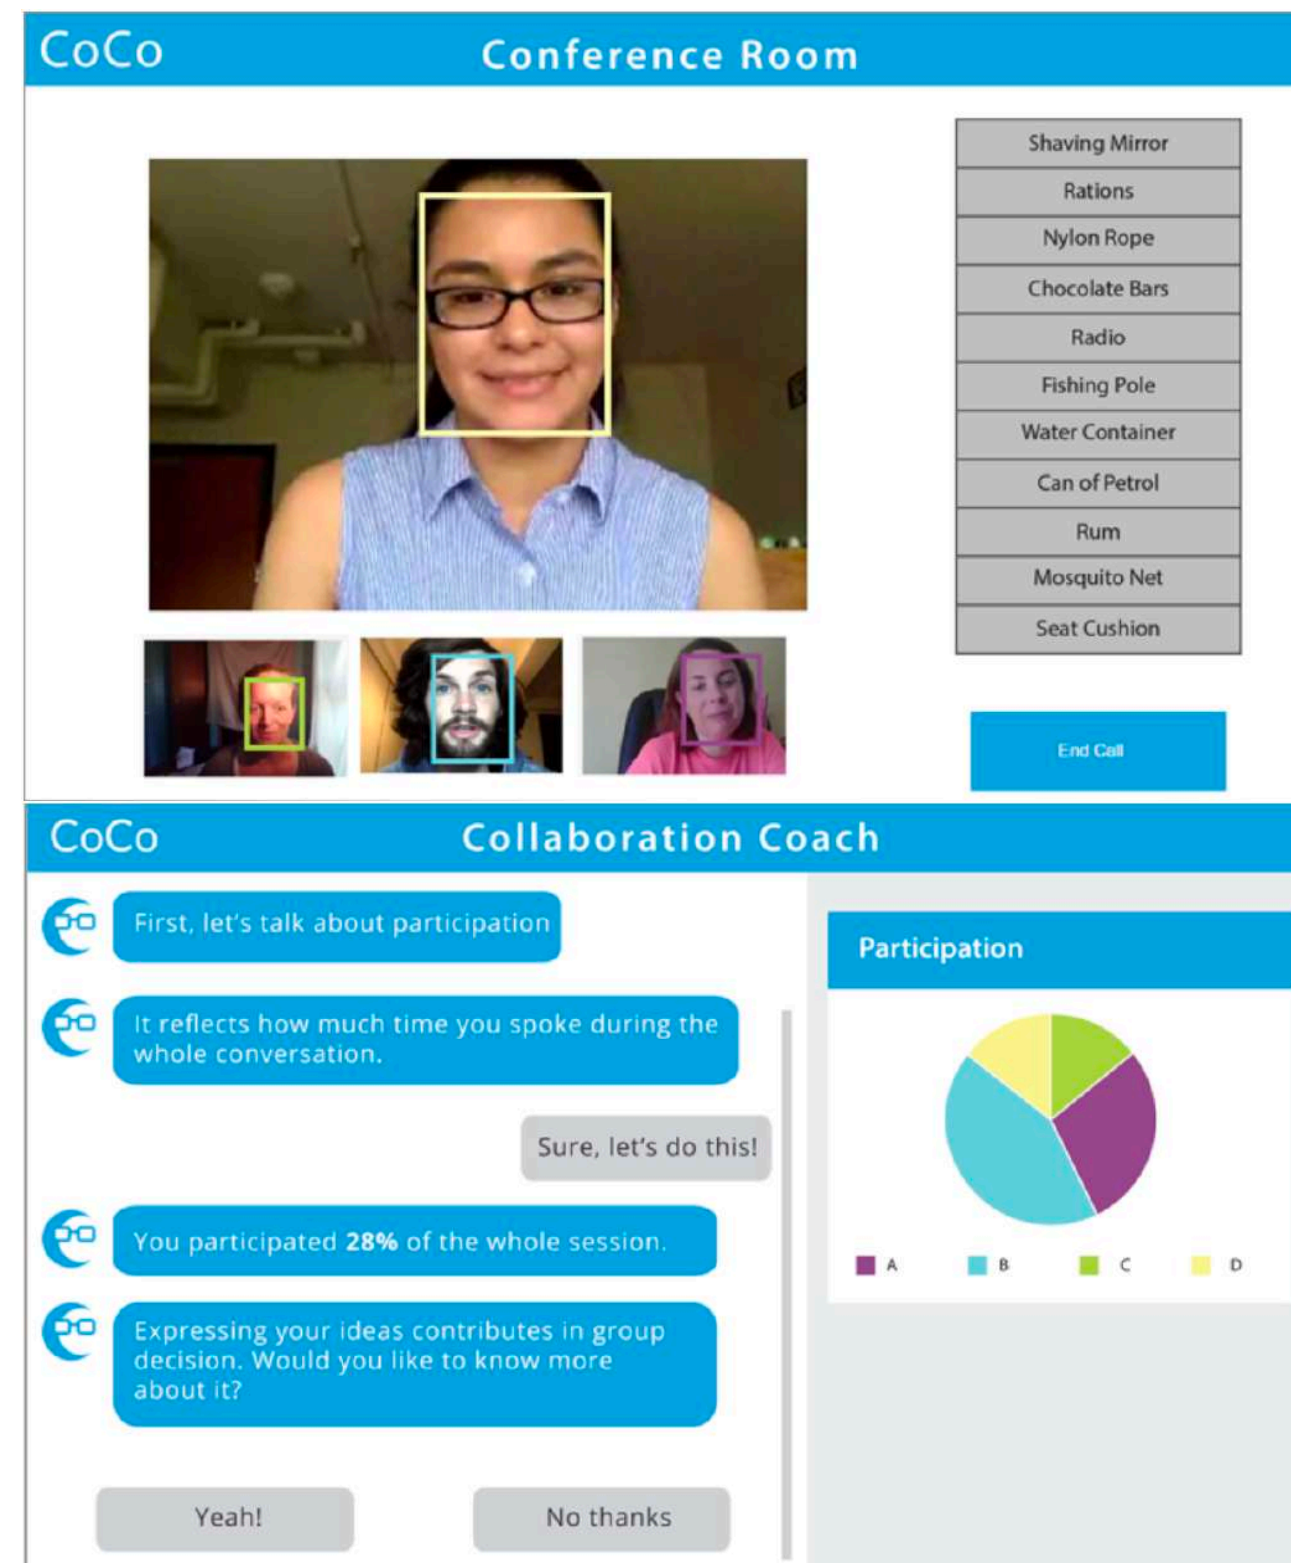 CoCo
Conference Room
Shaving Mirror
Rations
Nylon Rope
Chocolate Bars
Radio
Fishing Pole
Water Container
Can of Petrol
Rum
Mosquito Net
Seat Cushion
End Call
CoCo
Collaboration Coach
First, let's talk about participation
It reflects how much time you spoke during the
whole conversation.
Sure, let's do this!
You participated 28% of the whole session.
Expressing your ideas contributes in group
decision. Would you like to know more
about it?
Yeah!
No thanks
Participation
A B C D